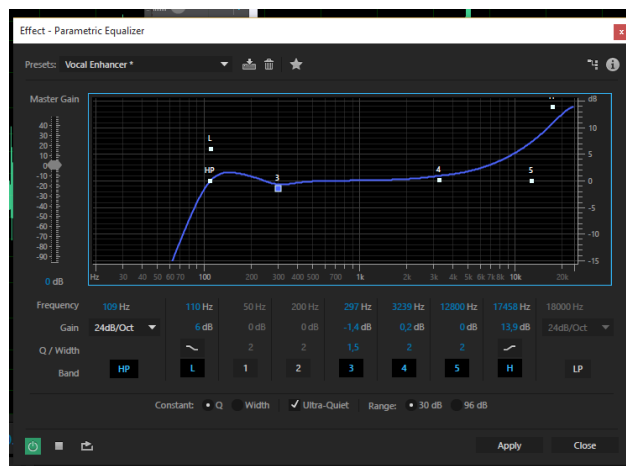 Effect - Parametric Equalizer x
Presets: Vocal Enhancer *
Master Gain
dB
40
30
20
10
0
-10
-20
-30
-40
-50
-60
-70
-80
-90
0 dB
L
HP
3
4
5
H
10
5
0
-5
-10
-15
Hz 30 40 50 60 70 100 200 300 400 500 700 1k 2k 3k 4k 5k 6k 7k 8k 10k 20k
Frequency 109 Hz 110 Hz 50 Hz 200 Hz 297 Hz 3239 Hz 12800 Hz 17458 Hz 18000 Hz
Gain 24dB/Oct 6 dB 0 dB 0 dB -1,4 dB 0,2 dB 0 dB 13,9 dB 24dB/Oct
Q / Width 2 2 1,5 2 2
Band HP L 1 2 3 4 5 H LP
Constant: Q Width Ultra-Quiet Range: 30 dB 96 dB
Apply Close